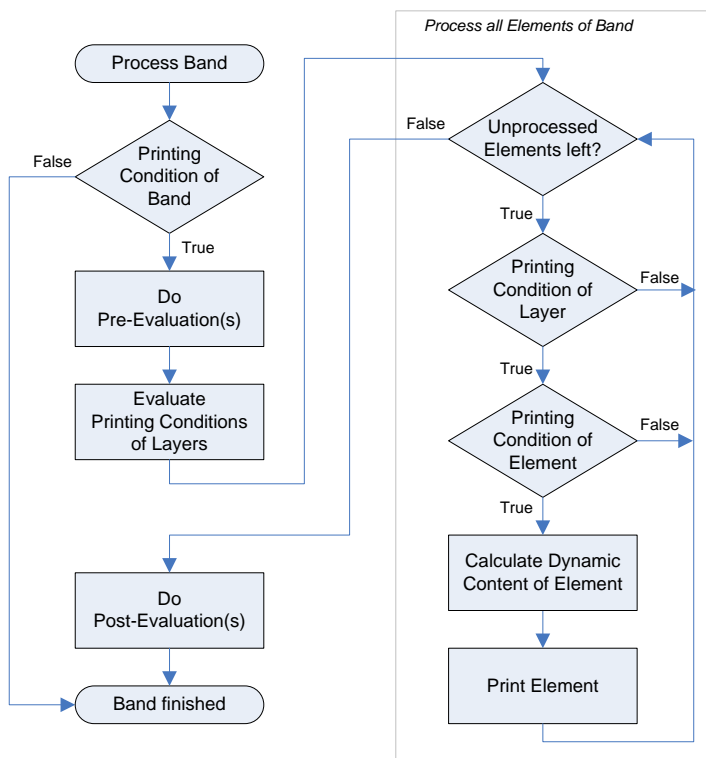 Process all Elements of Band
Process Band
False
Printing
Condition of
Band
True
Do
Pre-Evaluation(s)
Evaluate
Printing Conditions
of Layers
Do
Post-Evaluation(s)
Band finished
False
Unprocessed
Elements left?
True
Printing
Condition of
Layer
False
True
Printing
Condition of
Element
False
True
Calculate Dynamic
Content of Element
Print Element